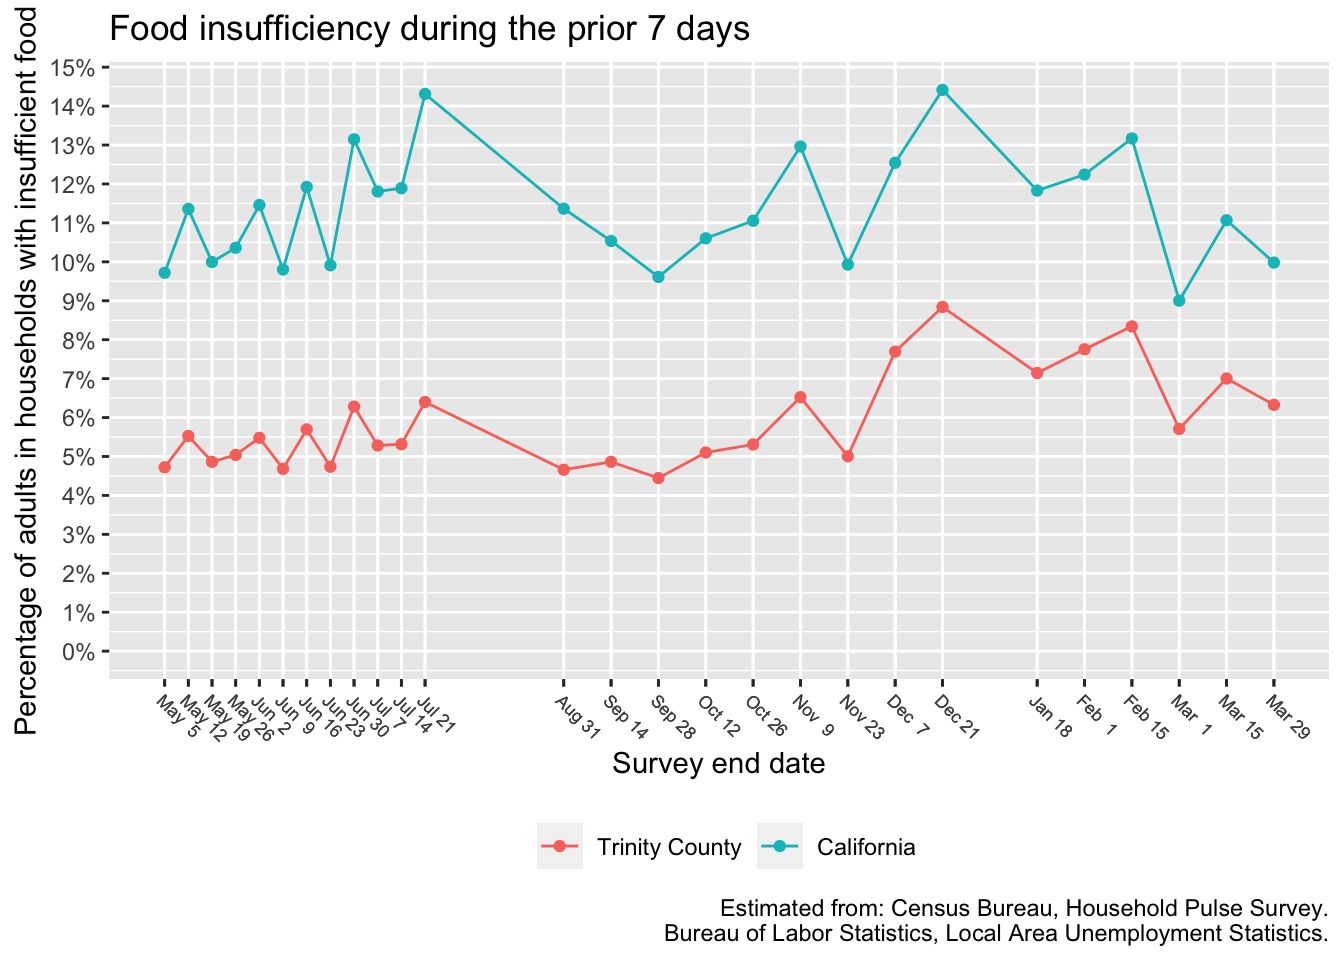 Food insufficiency during the prior 7 days
Percentage of adults in households with insufficient food
15%
14%
13%
12%
11%
10%
9%
8%
7%
6%
5%
4%
3%
2%
1%
0%
May 5
May 12
May 19
May 26
Jun 2
Jun 9
Jun 16
Jun 23
Jun 30
Jul 7
Jul 14
Jul 21
Aug 31
Sep 14
Sep 28
Oct 12
Oct 26
Nov 9
Nov 23
Dec 7
Dec 21
Jan 18
Feb 1
Feb 15
Mar 1
Mar 15
Mar 29
Survey end date
Trinity County
California
Estimated from: Census Bureau, Household Pulse Survey.
Bureau of Labor Statistics, Local Area Unemployment Statistics.